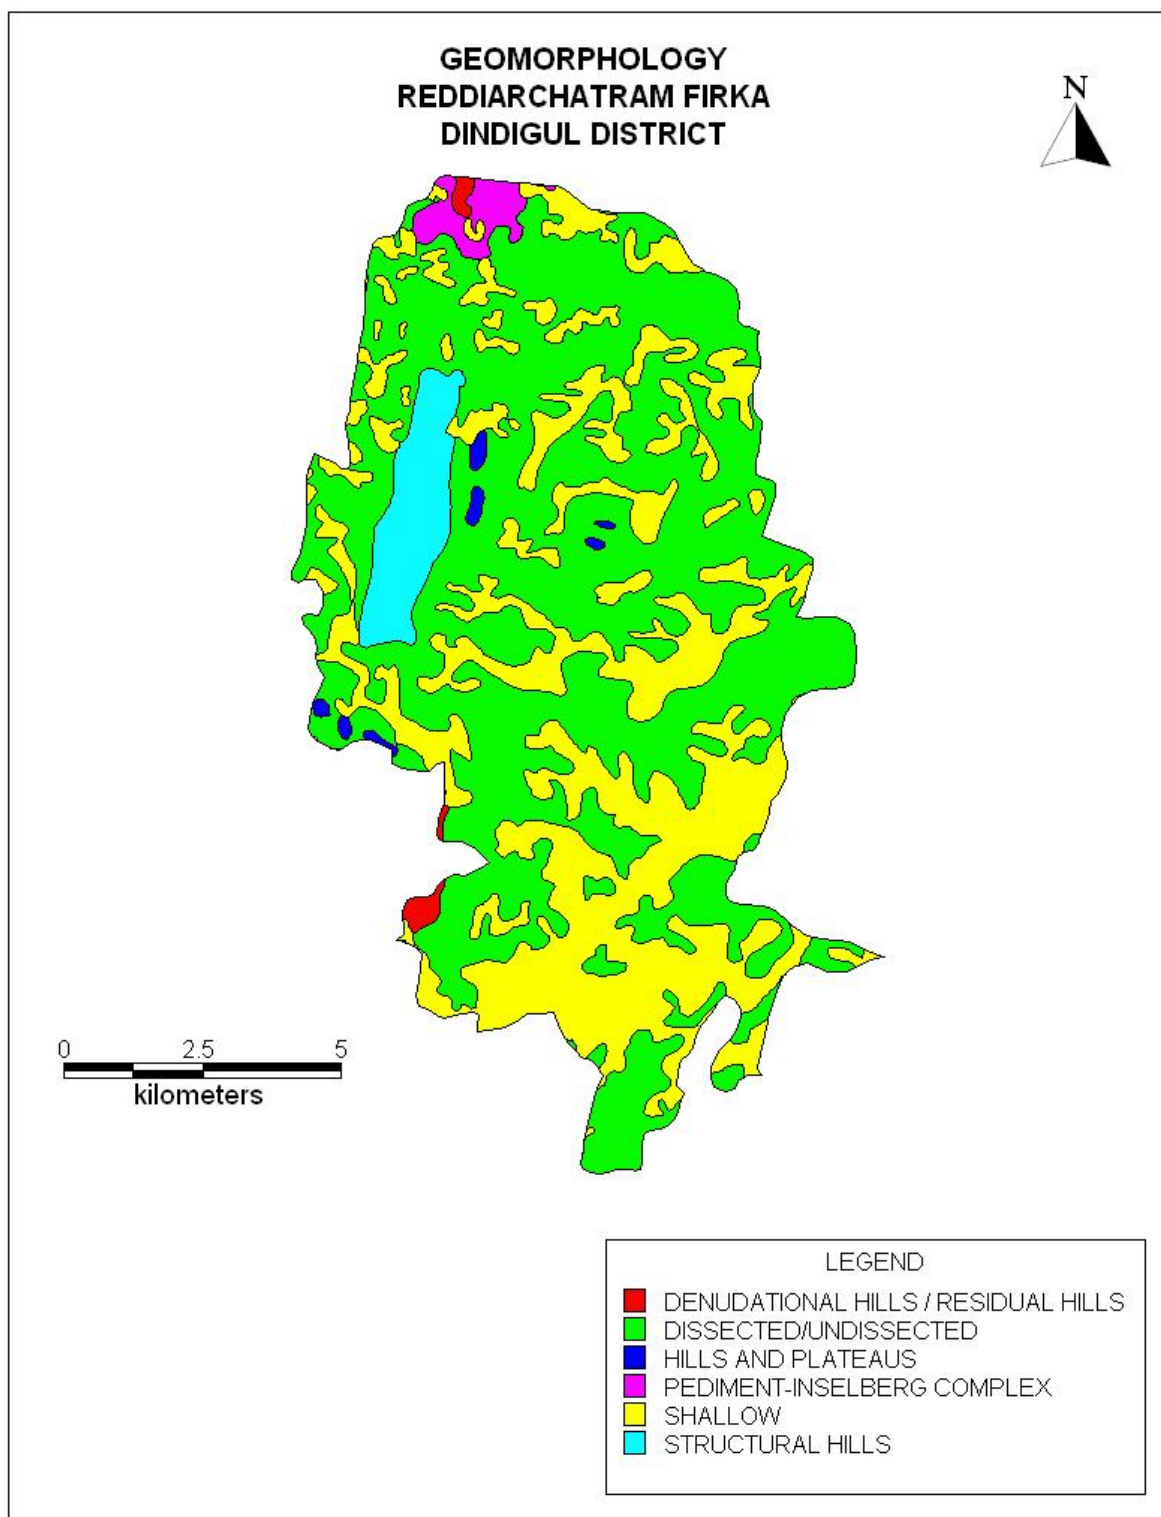 GEOMORPHOLOGY
REDDIARCHATRAM FIRKA
DINDIGUL DISTRICT
N
0 2.5 5
kilometers
LEGEND
DENUDATIONAL HILLS / RESIDUAL HILLS
DISSECTED/UNDISSECTED
HILLS AND PLATEAUS
PEDIMENT-INSELBERG COMPLEX
SHALLOW
STRUCTURAL HILLS